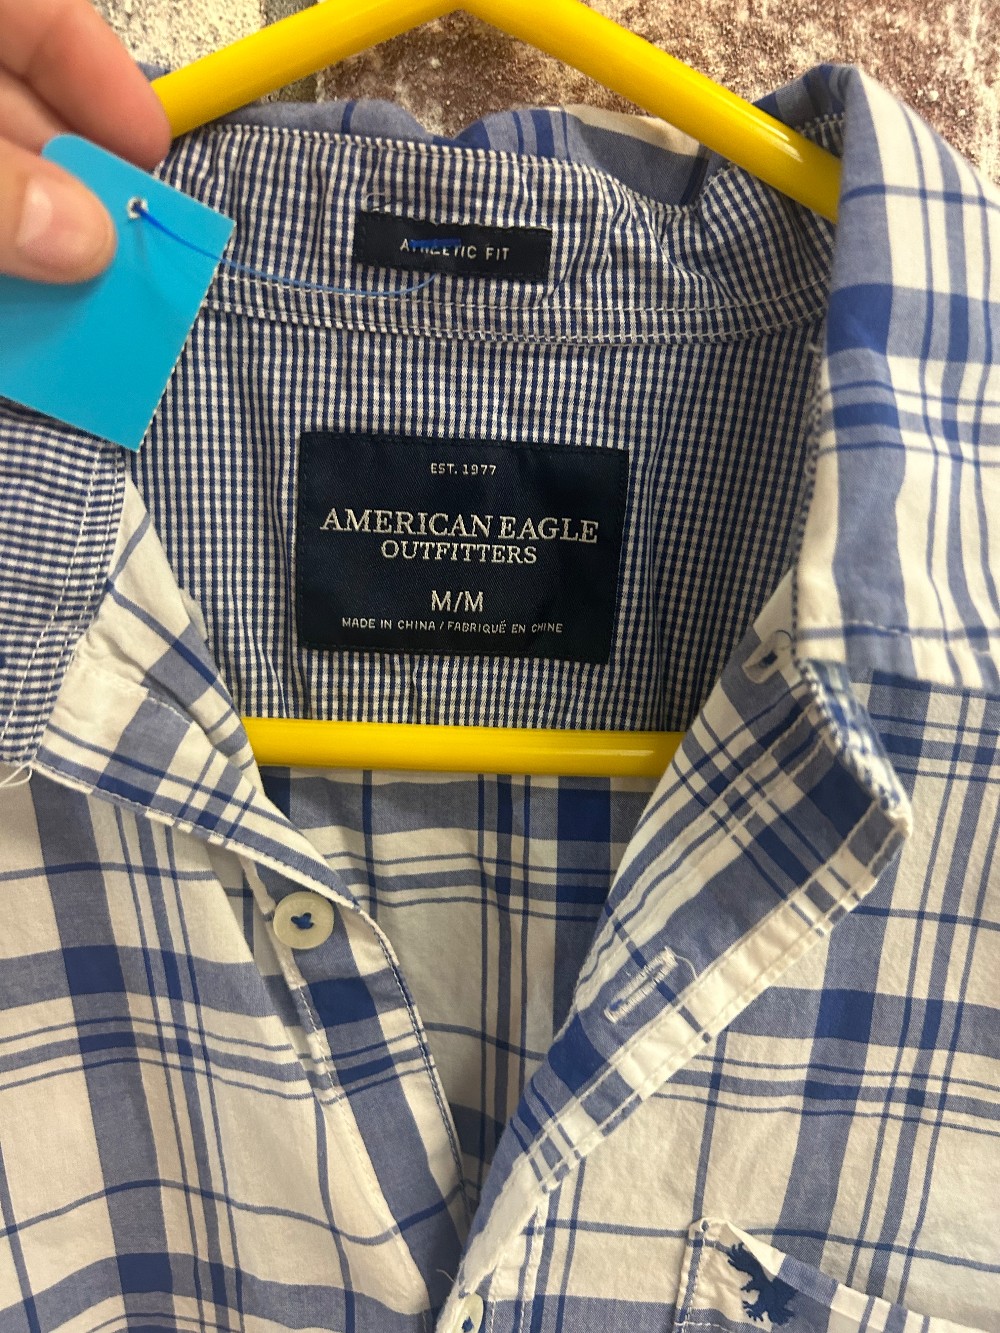 ATHLETIC FIT
EST. 1977
AMERICAN EAGLE
OUTFITTERS
M/M
MADE IN CHINA / FABRIQUÉ EN CHINE